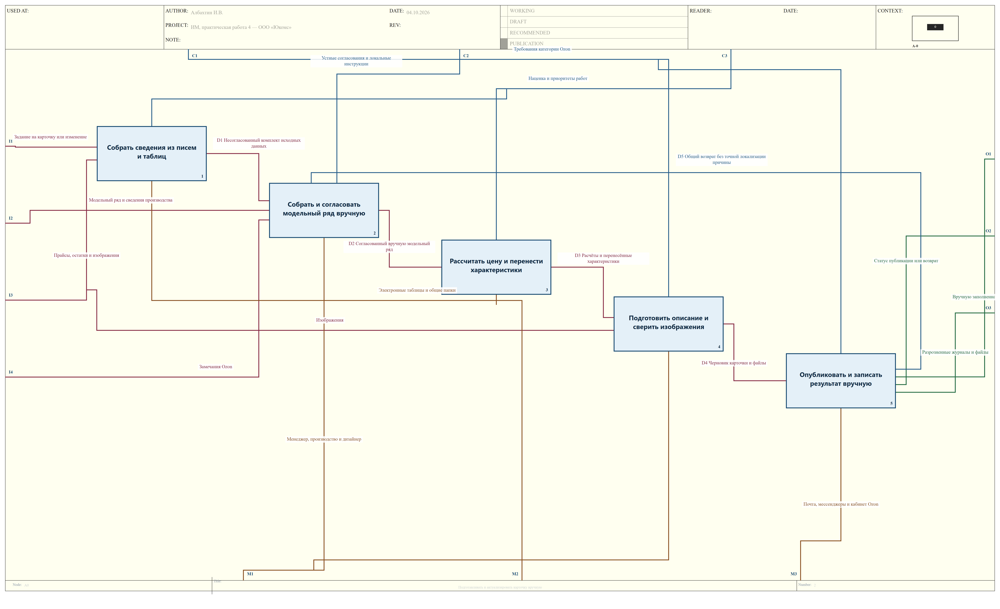 USED AT:
AUTHOR: Албахтин И.В.
DATE: 04.10.2026
PROJECT: ИМ, практическая работа 4 — ООО «Юкомс»
REV:
NOTE:
WORKING
DRAFT
RECOMMENDED
PUBLICATION
READER:
DATE:
CONTEXT:
0
A-0
Требования категории Ozon
C1
C2
C3
Устные согласования и локальные
инструкции
Наценка и приоритеты работ
I1
Задание на карточку или изменение
D1 Несогласованный комплект исходных
данных
Собрать сведения из писем
и таблиц
1
D5 Общий возврат без точной локализации
причины
O1
Модельный ряд и сведения производства
I2
Собрать и согласовать
модельный ряд вручную
2
O2
D2 Согласованный вручную модельный
ряд
Прайсы, остатки и изображения
D3 Расчёты и перенесённые
характеристики
Рассчитать цену и перенести
характеристики
3
Статус публикации или возврат
Электронные таблицы и общие папки
I3
Вручную заполненна
O3
Изображения
Подготовить описание и
сверить изображения
4
Разрозненные журналы и файлы
D4 Черновик карточки и файлы
Замечания Ozon
I4
Опубликовать и записать
результат вручную
5
Менеджер, производство и дизайнер
Почта, мессенджеры и кабинет Ozon
M1
M2
M3
Node: A0
Title:
Подготавливать и актуализировать карточку вручную
Number: 2